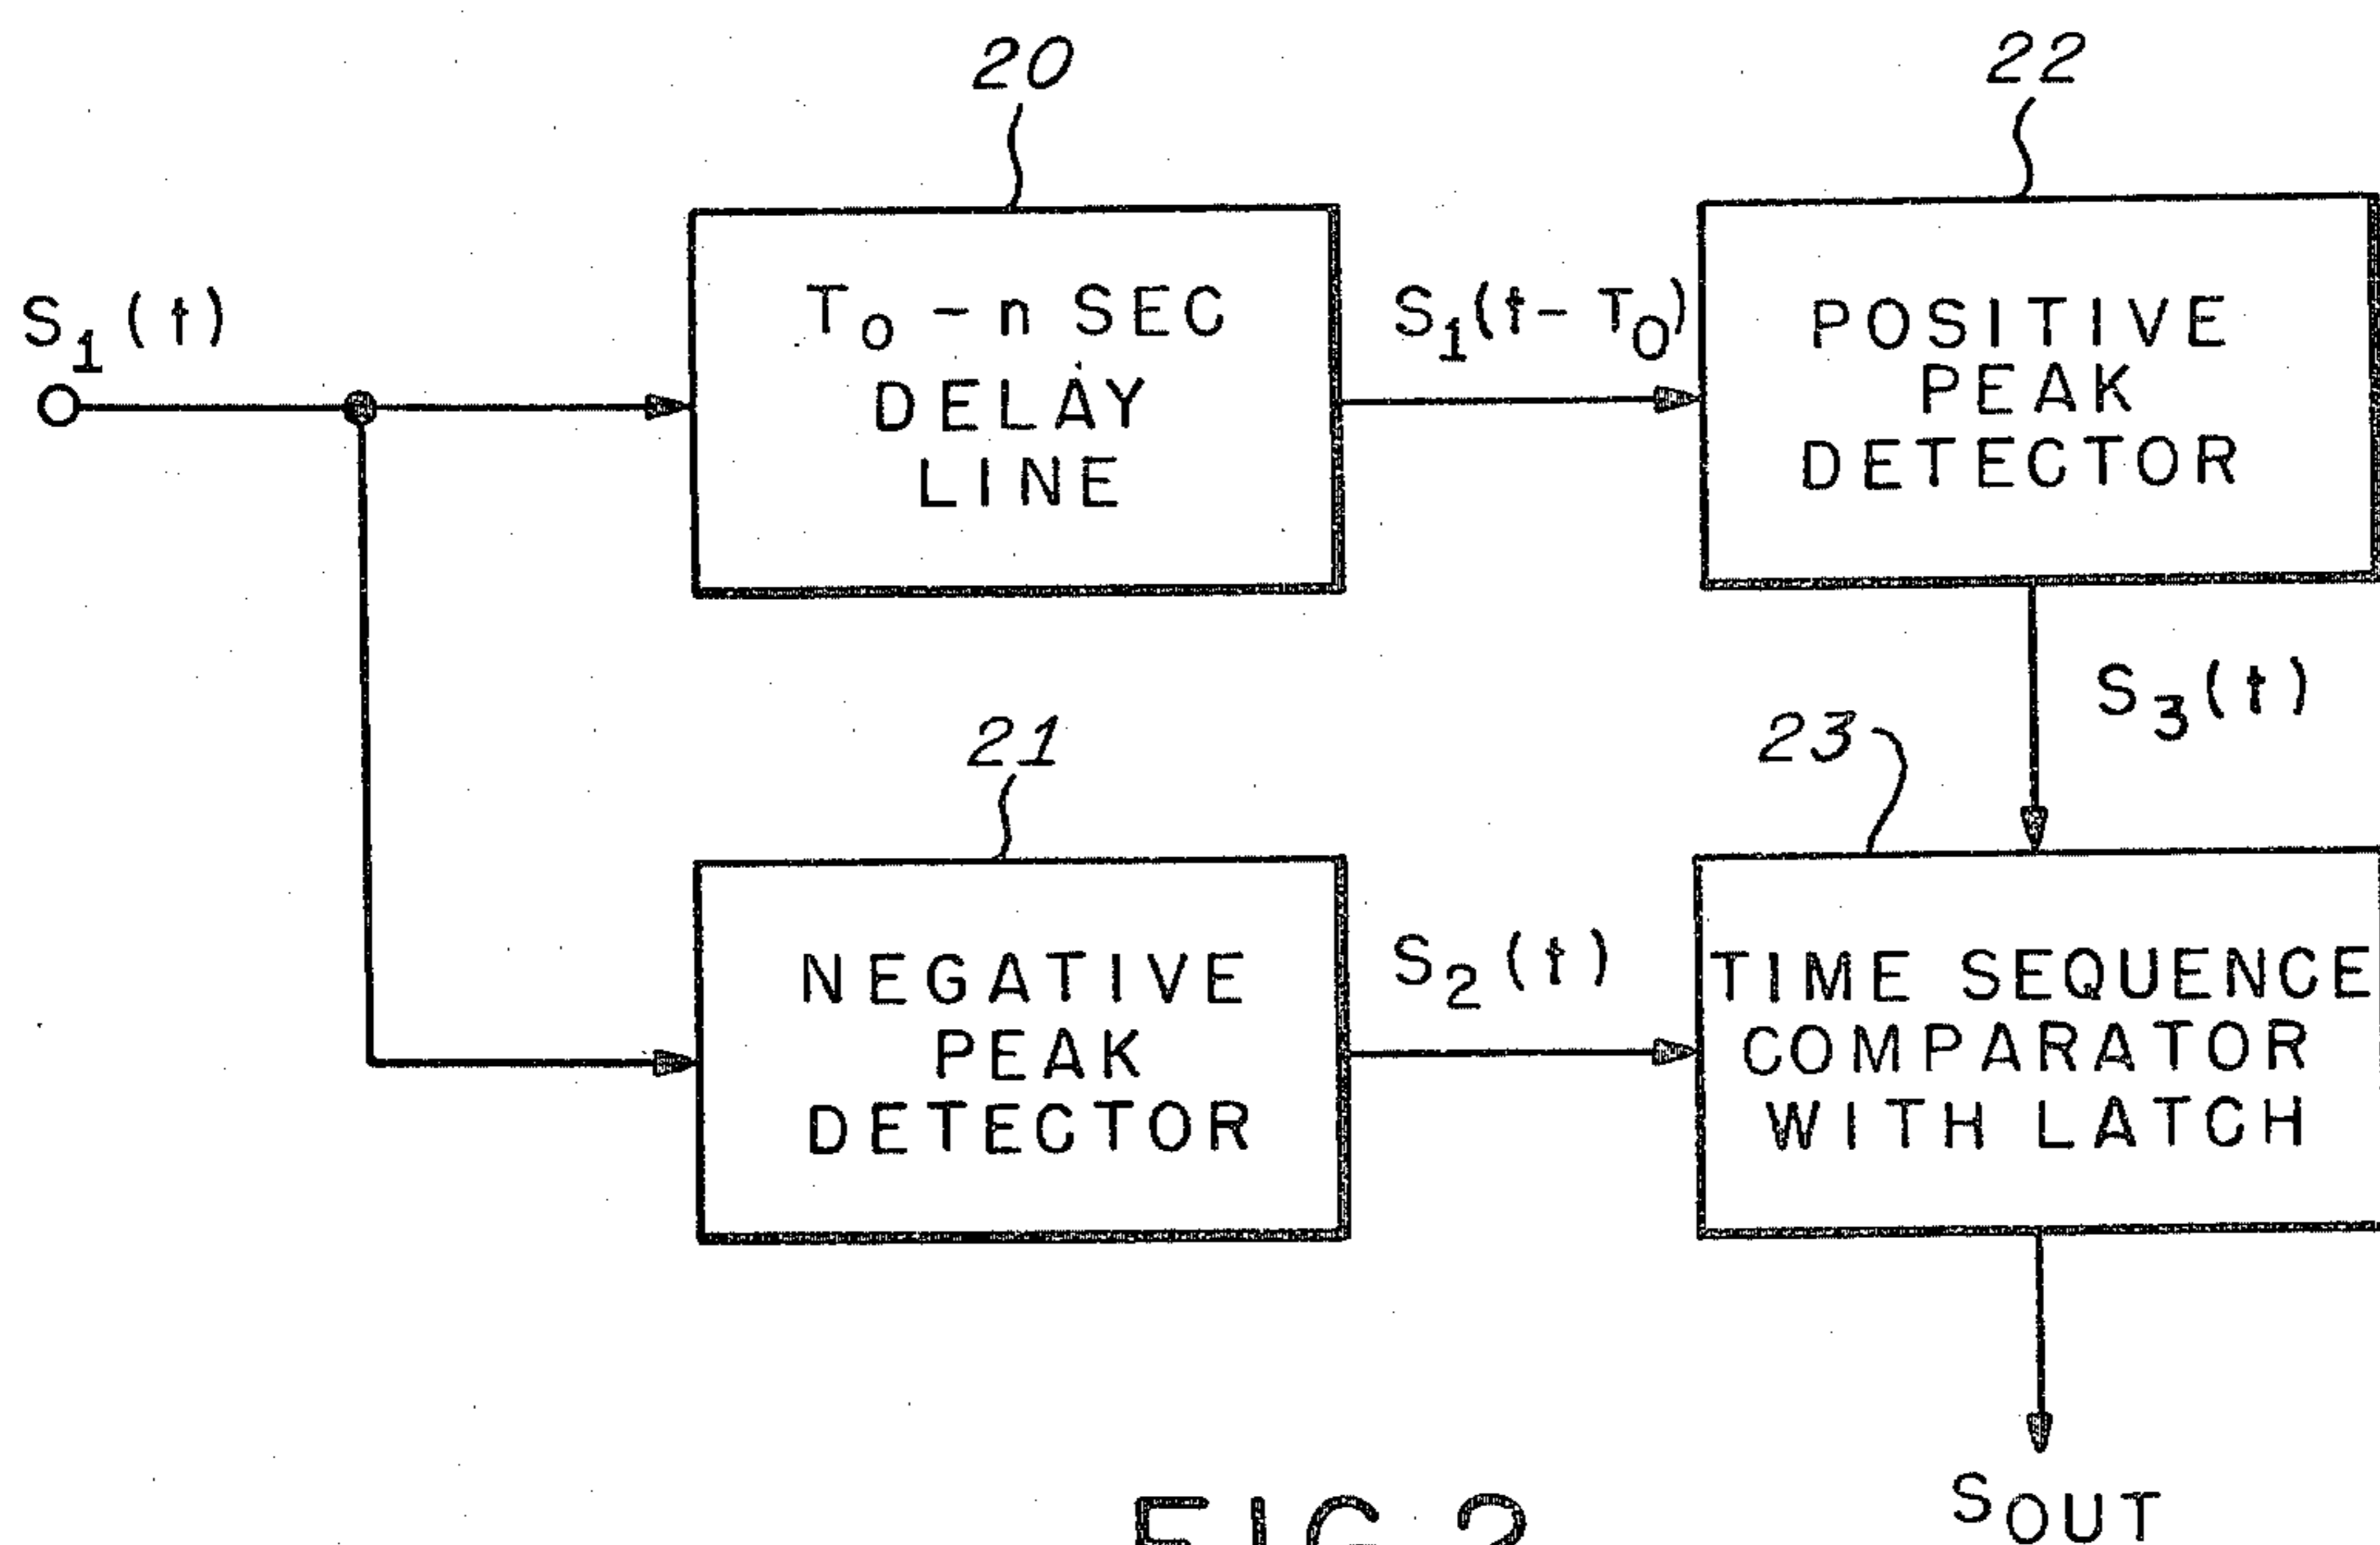 20
22
S₁(t)
T₀-n SEC
DELAY
LINE
S₁(t-T₀)
POSITIVE
PEAK
DETECTOR
S₃(t)
21
23
NEGATIVE
PEAK
DETECTOR
S₂(t)
TIME SEQUENCE
COMPARATOR
WITH LATCH
SOUT